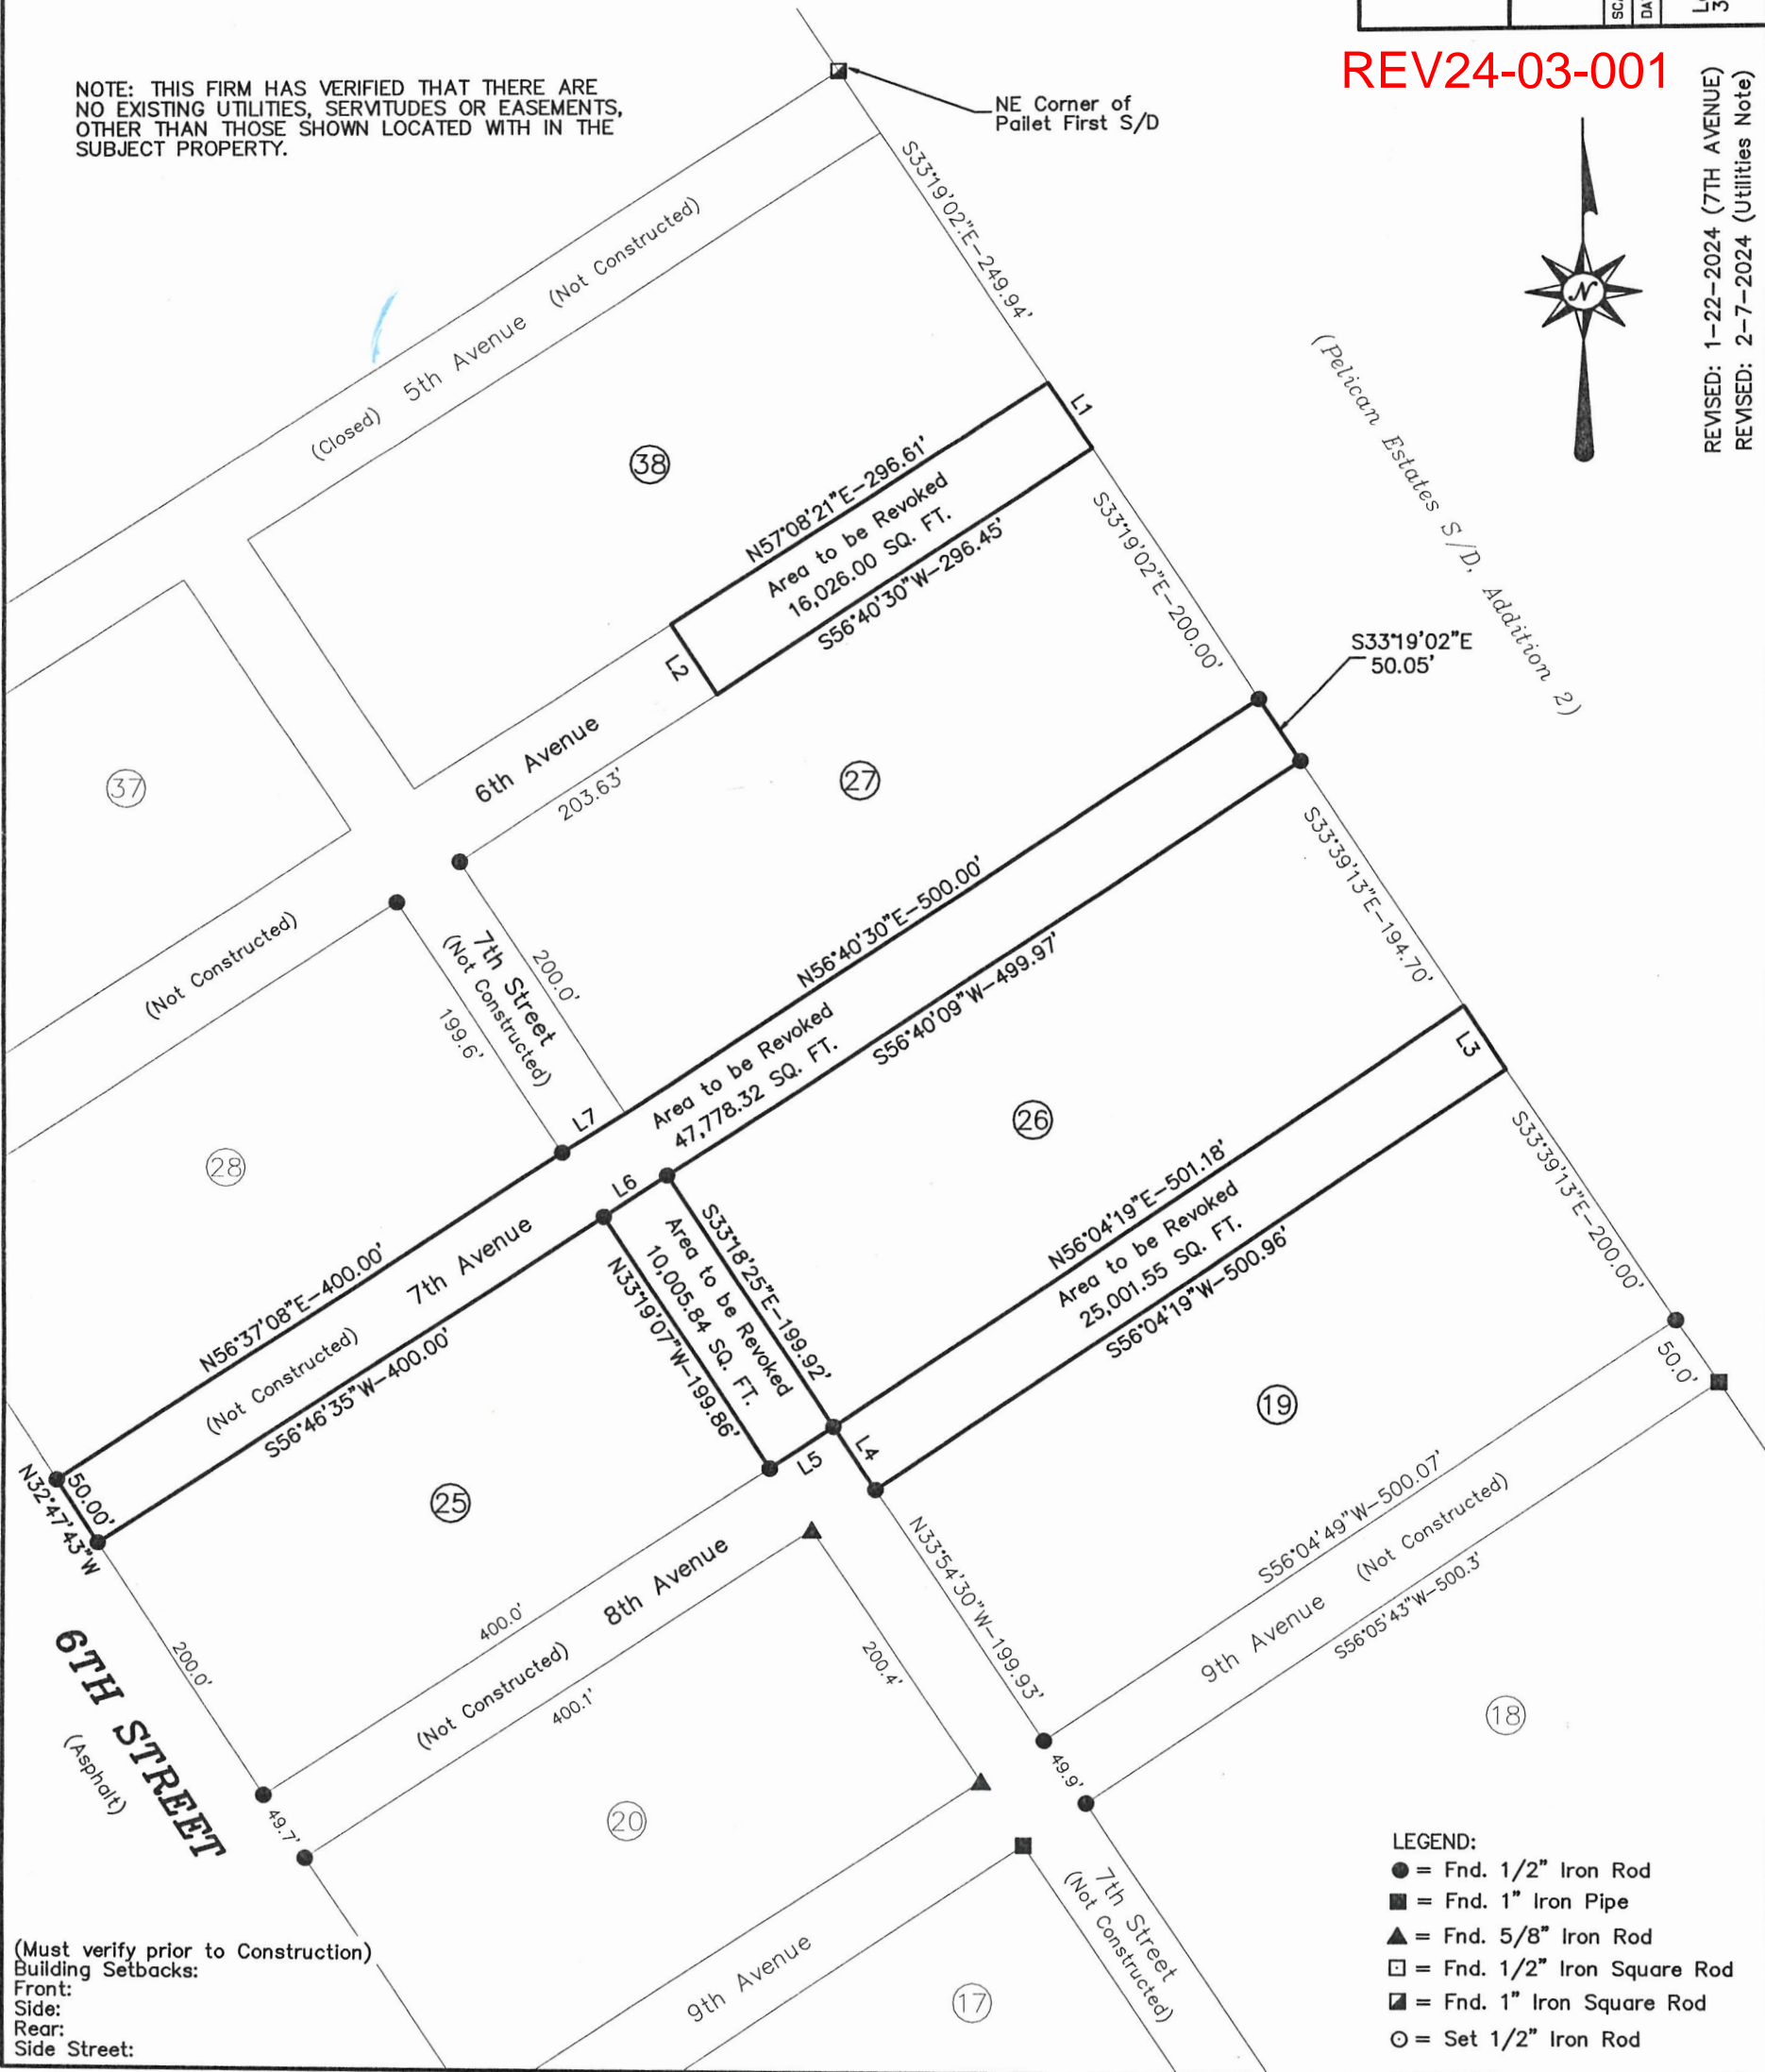 REV24-03-001
NOTE: THIS FIRM HAS VERIFIED THAT THERE ARE
NO EXISTING UTILITIES, SERVITUDES OR EASEMENTS,
OTHER THAN THOSE SHOWN LOCATED WITH IN THE
SUBJECT PROPERTY.
NE Corner of
Pailet First S/D
REVISED: 1-22-2024 (7TH AVENUE)
REVISED: 2-7-2024 (Utilities Note)
N
S33°19'02"E-249.94'
(Closed) 5th Avenue (Not Constructed)
38
L1
N57°08'21"E-296.61'
Area to be Revoked
16,026.00 SQ. FT.
S56°40'30"W-296.45'
L2
(Pelican Estates S/D, Addition 2)
S33°19'02"E-200.00'
S33°19'02"E
50.05'
37
6th Avenue
203.63'
27
(Not Constructed)
7th Street
(Not Constructed)
200.0'
199.6'
N56°40'30"E-500.00'
Area to be Revoked
47,778.32 SQ. FT.
S56°40'09"W-499.97'
S33°39'13"E-194.70'
L3
28
L7
L6
26
N56°37'08"E-400.00'
7th Avenue
(Not Constructed)
S56°46'35"W-400.00'
S33°18'25"E-199.92'
Area to be Revoked
10,005.84 SQ. FT.
N33°19'07"W-199.86'
N56°04'19"E-501.18'
Area to be Revoked
25,001.55 SQ. FT.
S56°04'19"W-500.96'
S33°39'13"E-200.00'
50.0'
50.00'
N32°47'43"W
25
L5
L4
19
8th Avenue
400.0'
(Not Constructed)
400.1'
200.4'
N33°54'30"W-199.93'
S56°04'49"W-500.07'
9th Avenue (Not Constructed)
S56°05'43"W-500.3'
6TH STREET
(Asphalt)
200.0'
49.7'
20
49.9'
18
9th Avenue
7th Street
(Not Constructed)
17
(Must verify prior to Construction)
Building Setbacks:
Front:
Side:
Rear:
Side Street:
LEGEND:
= Fnd. 1/2" Iron Rod
= Fnd. 1" Iron Pipe
= Fnd. 5/8" Iron Rod
= Fnd. 1/2" Iron Square Rod
= Fnd. 1" Iron Square Rod
= Set 1/2" Iron Rod